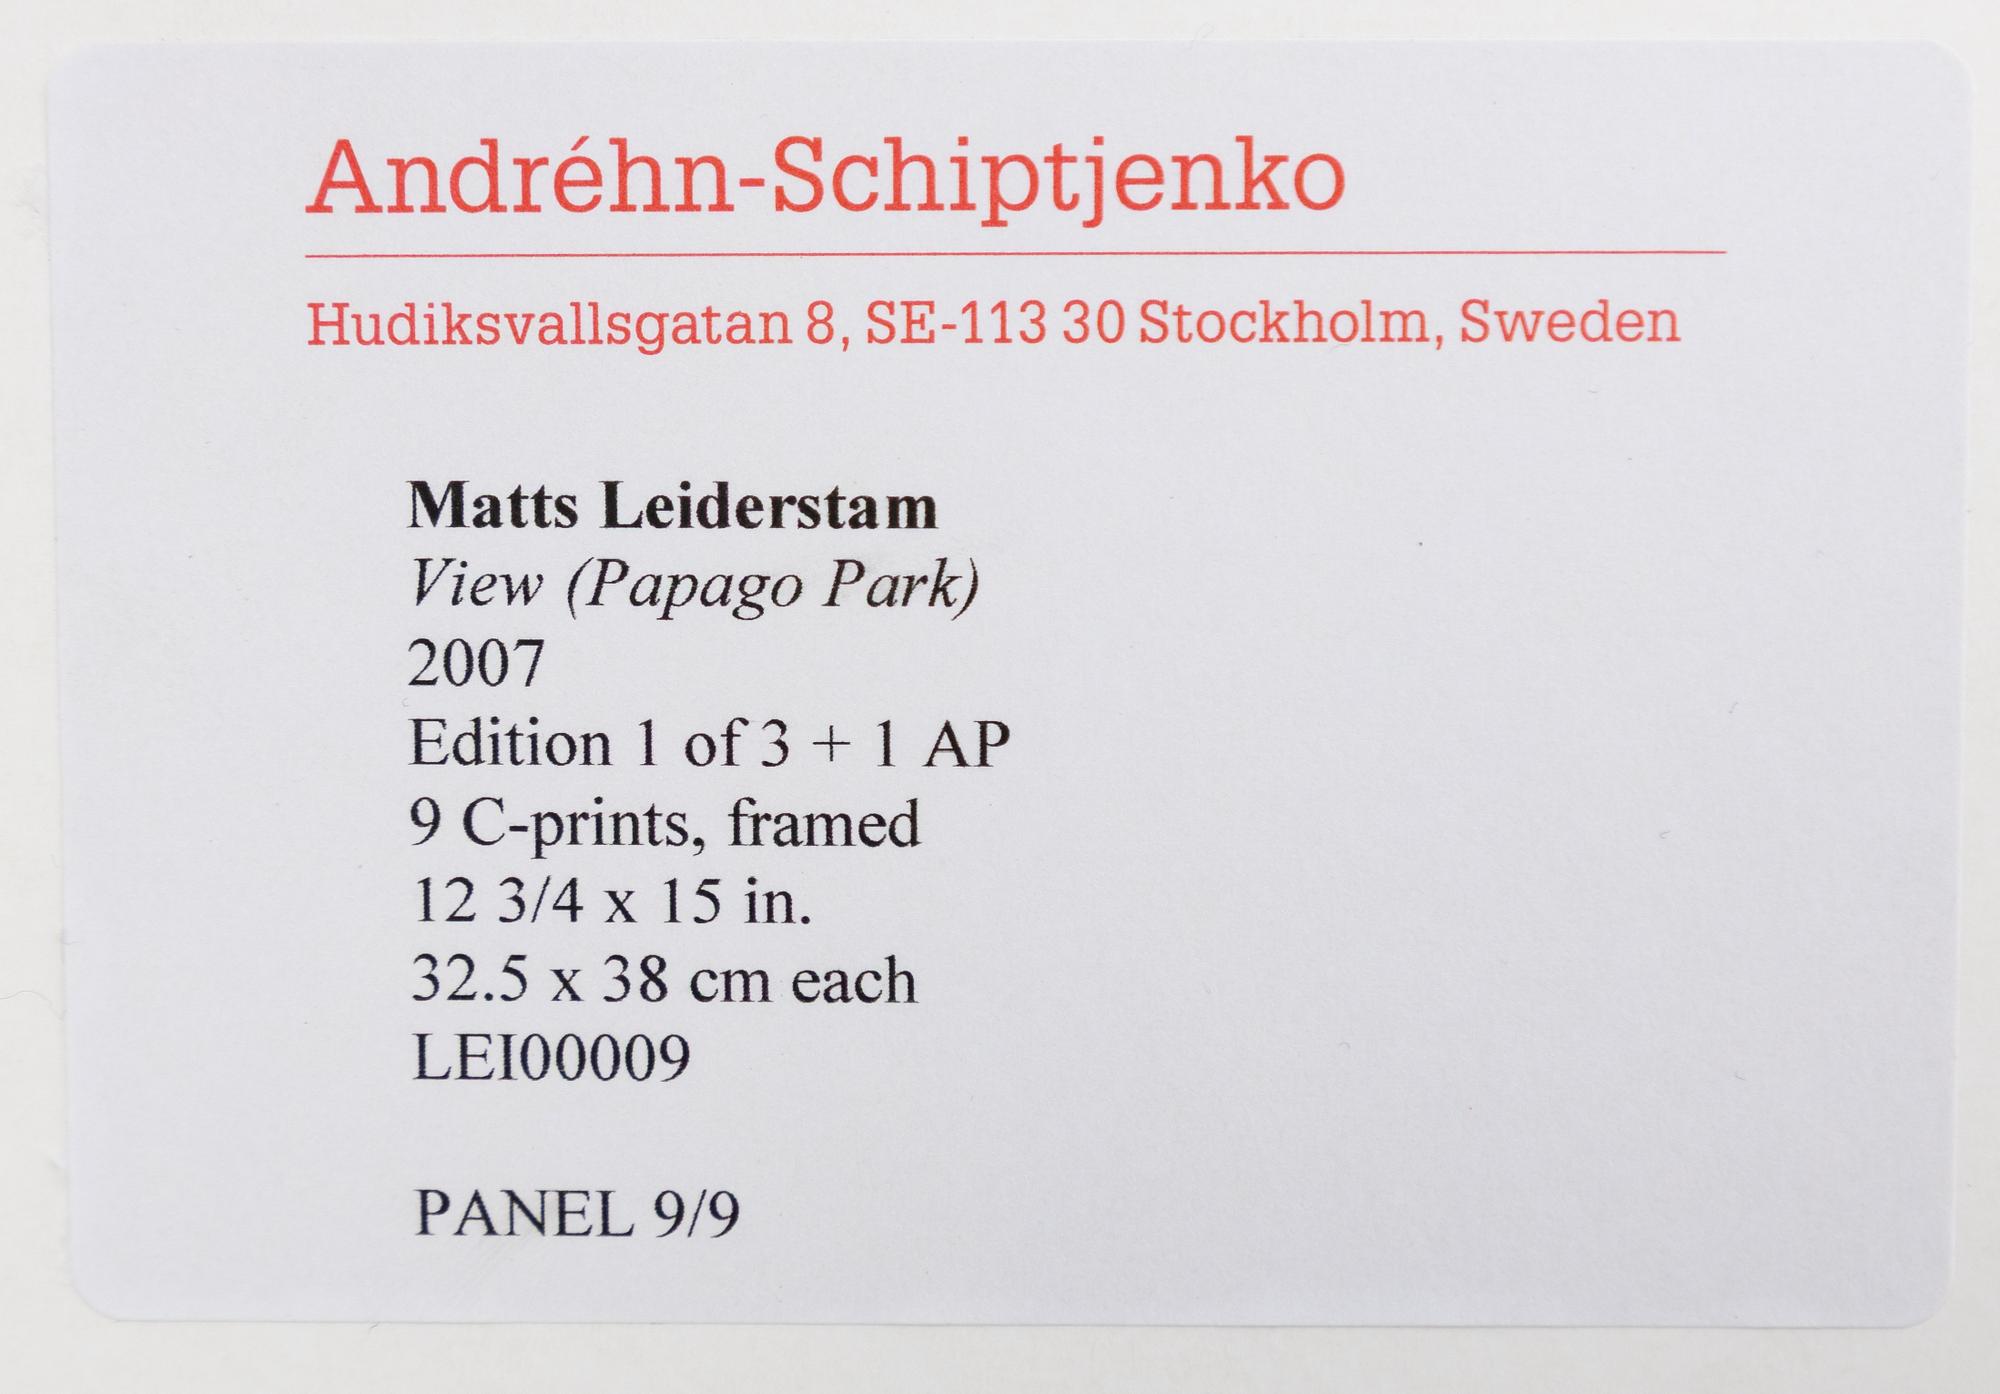 Andréhn-Schiptjenko
Hudiksvallsgatan 8, SE-113 30 Stockholm, Sweden
Matts Leiderstam
View (Papago Park)
2007
Edition 1 of 3 + 1 AP
9 C-prints, framed
12 3/4 x 15 in.
32.5 x 38 cm each
LEI00009
PANEL 9/9